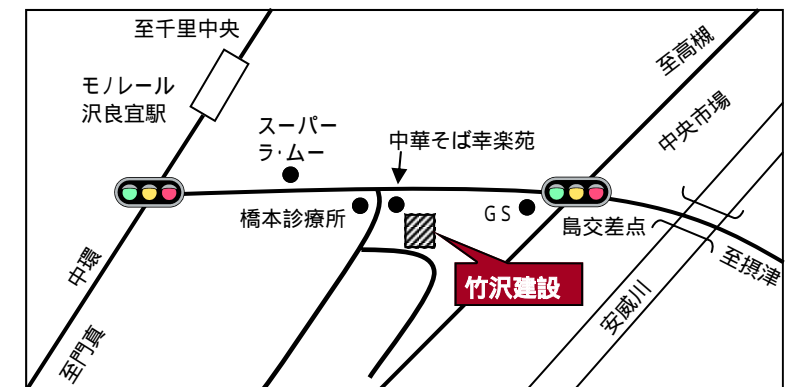 至千里中央
モノレール
沢良宜駅
スーパー
ラ・ムー
中華そば幸楽苑
至高槻
中央市場
橋本診療所
GS
島交差点
至摂津
竹沢建設
安威川
中環
至門真